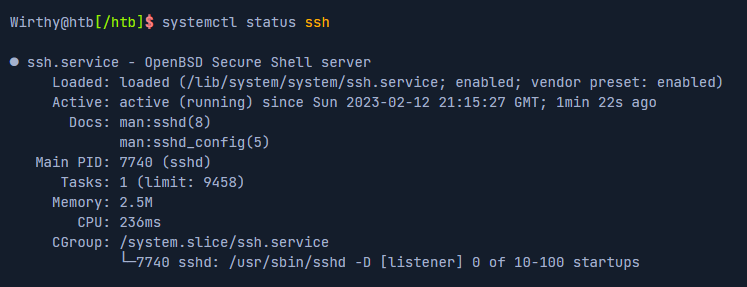 Wirthy@htb[/htb]$ systemctl status ssh
● ssh.service - OpenBSD Secure Shell server
Loaded: loaded (/lib/system/system/ssh.service; enabled; vendor preset: enabled)
Active: active (running) since Sun 2023-02-12 21:15:27 GMT; 1min 22s ago
Docs: man:sshd(8)
man:sshd_config(5)
Main PID: 7740 (sshd)
Tasks: 1 (limit: 9458)
Memory: 2.5M
CPU: 236ms
CGroup: /system.slice/ssh.service
└─7740 sshd: /usr/sbin/sshd -D [listener] 0 of 10-100 startups